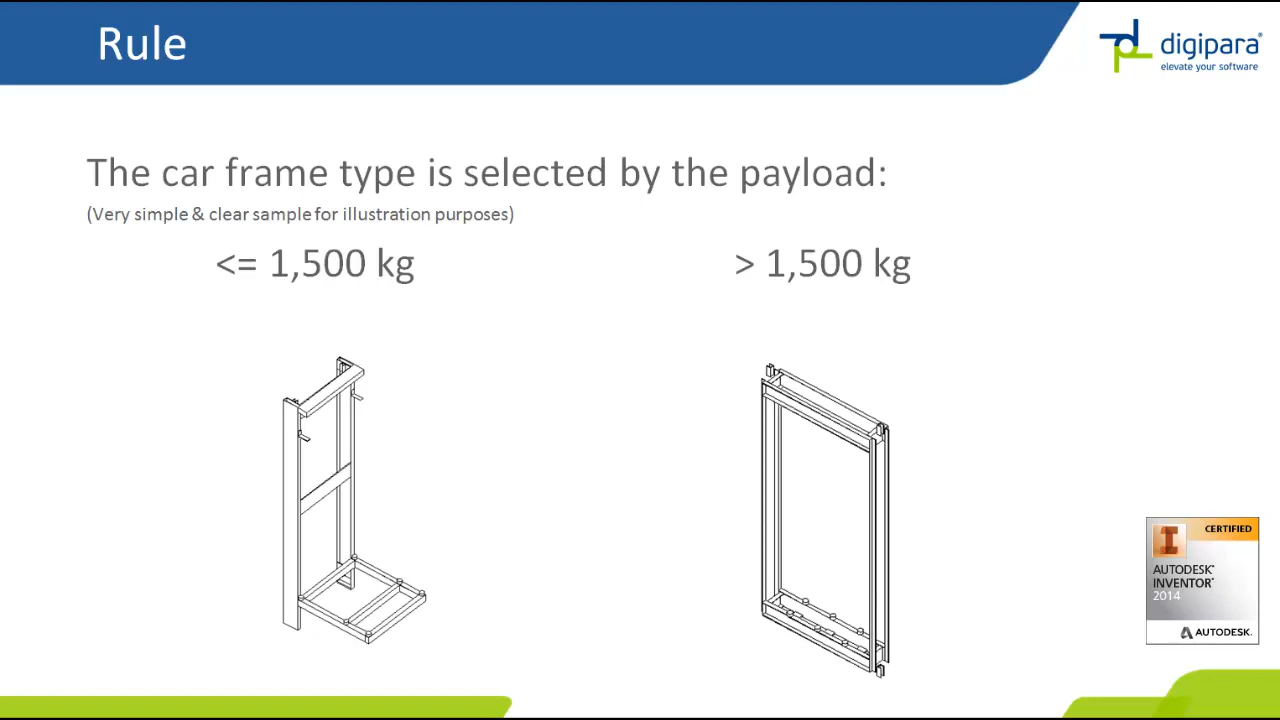 Rule
digipara®
elevate your software
The car frame type is selected by the payload:
(Very simple & clear sample for illustration purposes)
<= 1,500 kg
> 1,500 kg
CERTIFIED
AUTODESK®
INVENTOR®
2014
AUTODESK.